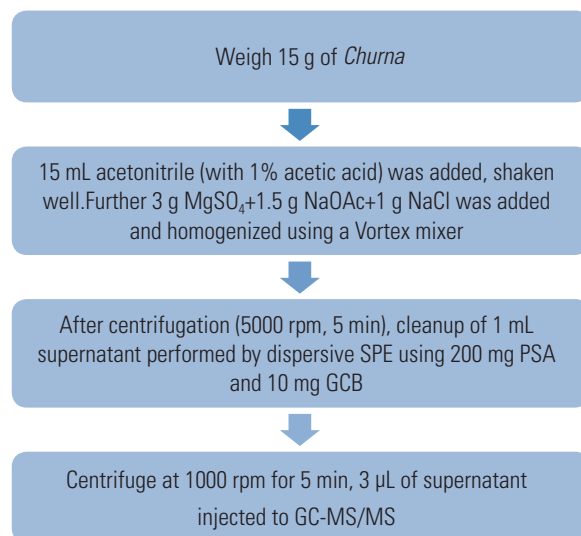 Weigh 15 g of Churna
15 mL acetonitrile (with 1% acetic acid) was added, shaken
well.Further 3 g MgSO₄+1.5 g NaOAc+1 g NaCl was added
and homogenized using a Vortex mixer
After centrifugation (5000 rpm, 5 min), cleanup of 1 mL
supernatant performed by dispersive SPE using 200 mg PSA
and 10 mg GCB
Centrifuge at 1000 rpm for 5 min, 3 µL of supernatant
injected to GC-MS/MS